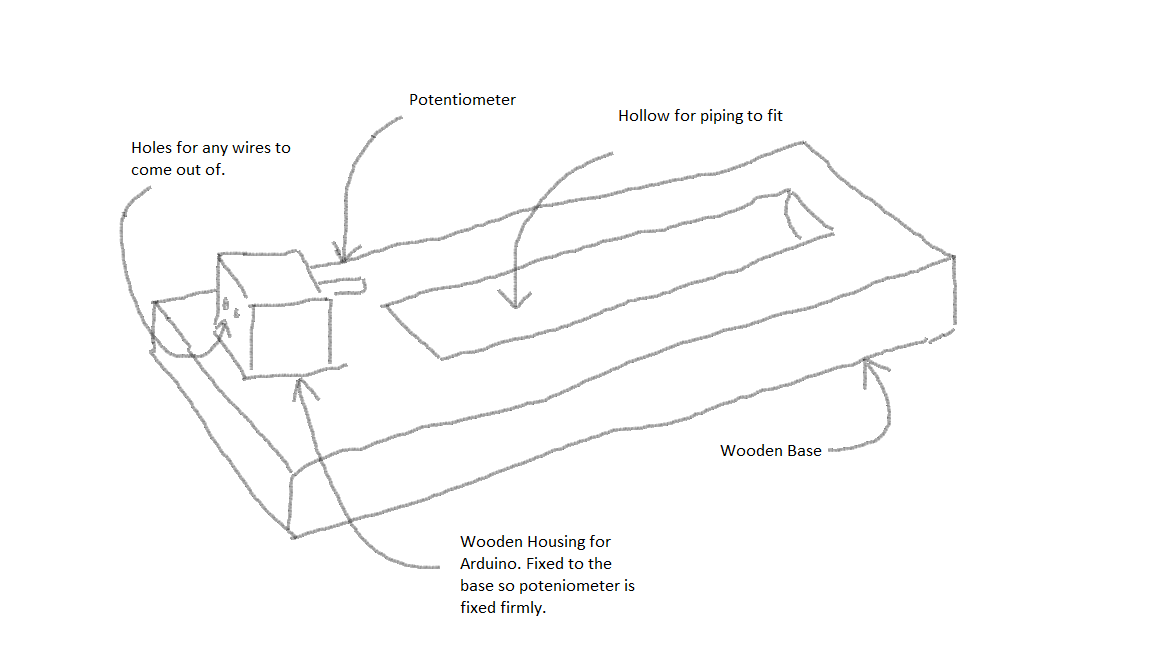 Potentiometer
Hollow for piping to fit
Holes for any wires to
come out of.
Wooden Base
Wooden Housing for
Arduino. Fixed to the
base so poteniometer is
fixed firmly.